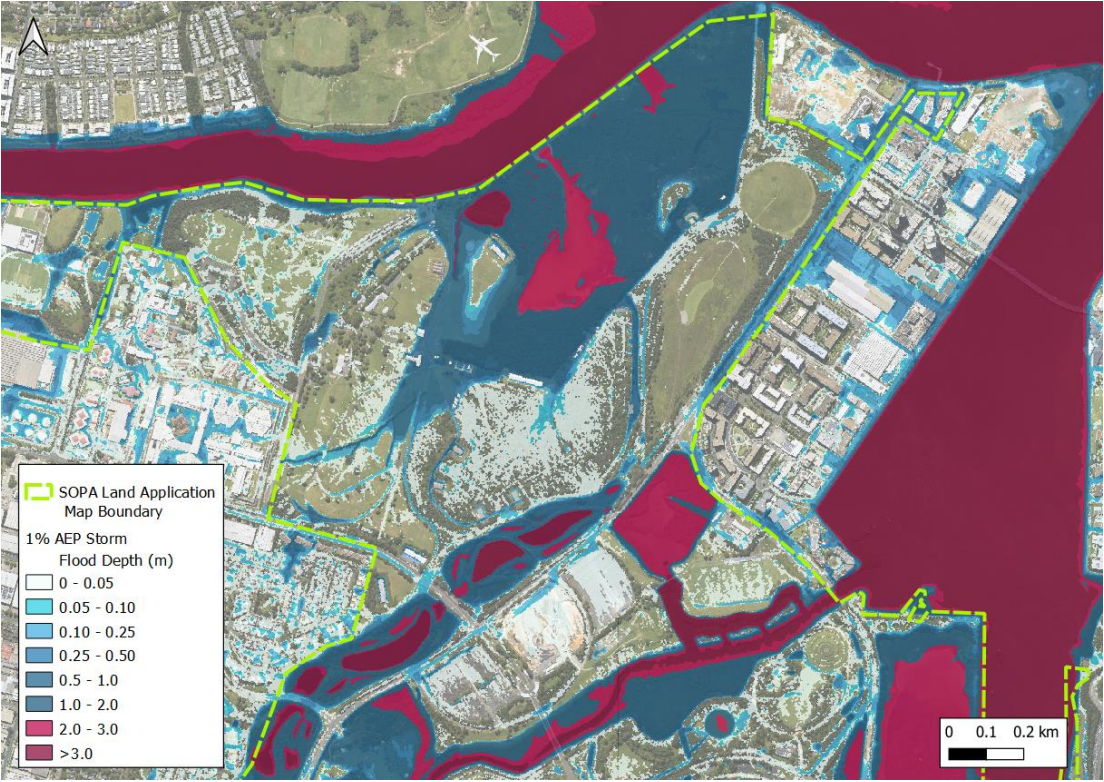 SOPA Land Application
Map Boundary
1% AEP Storm
Flood Depth (m)
0 - 0.05
0.05 - 0.10
0.10 - 0.25
0.25 - 0.50
0.5 - 1.0
1.0 - 2.0
2.0 - 3.0
>3.0
0 0.1 0.2 km